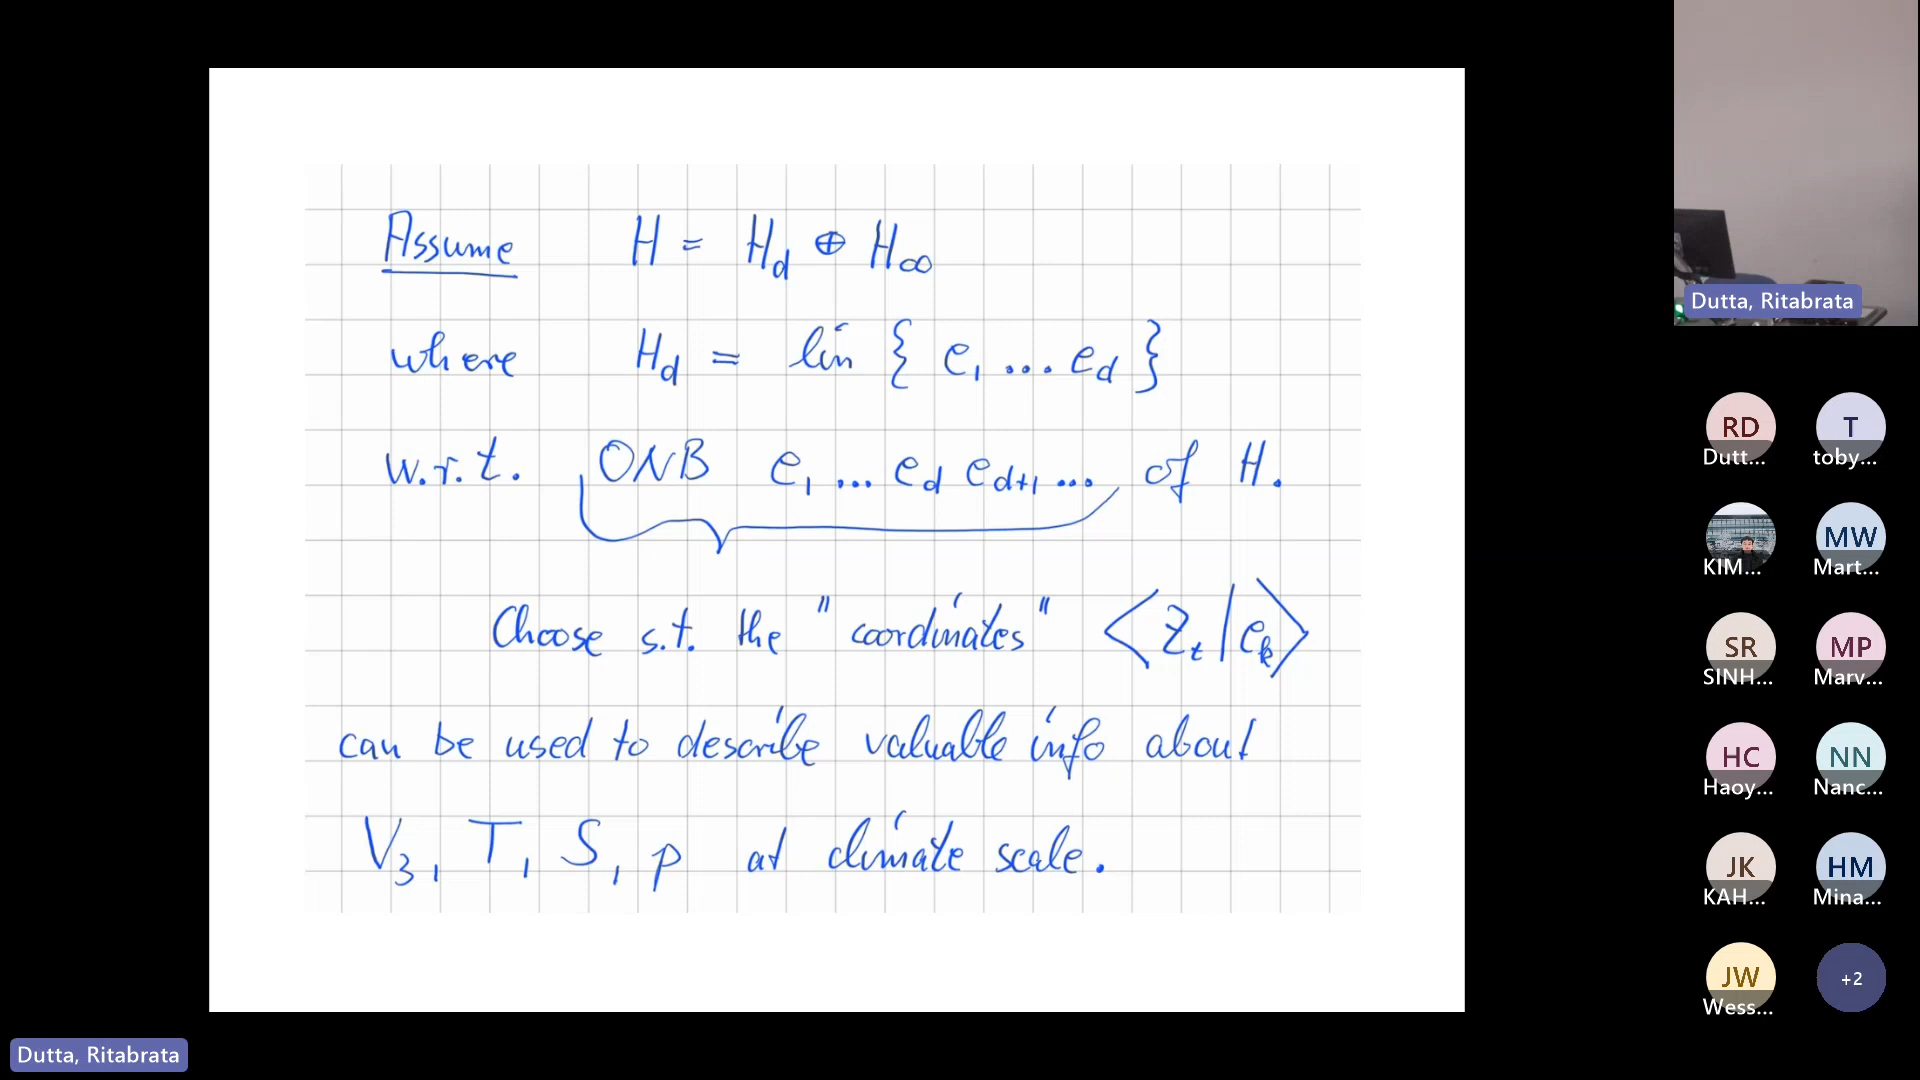 Assume H = H_d ⊕ H_∞
where H_d = lin { e_1 ... e_d }
w.r.t. ONB e_1 ... e_d e_{d+1} ... of H.
Choose s.t. the "coordinates" <Z_t | e_k>
can be used to describe valuable info about
V_3, T, S, p at climate scale.
Dutta, Ritabrata
RD
Dutt...
T
toby...
KIM...
MW
Mart...
SR
SINH...
MP
Marv...
HC
Haoy...
NN
Nanc...
JK
KAH...
HM
Mina...
JW
Wess...
+2
Dutta, Ritabrata